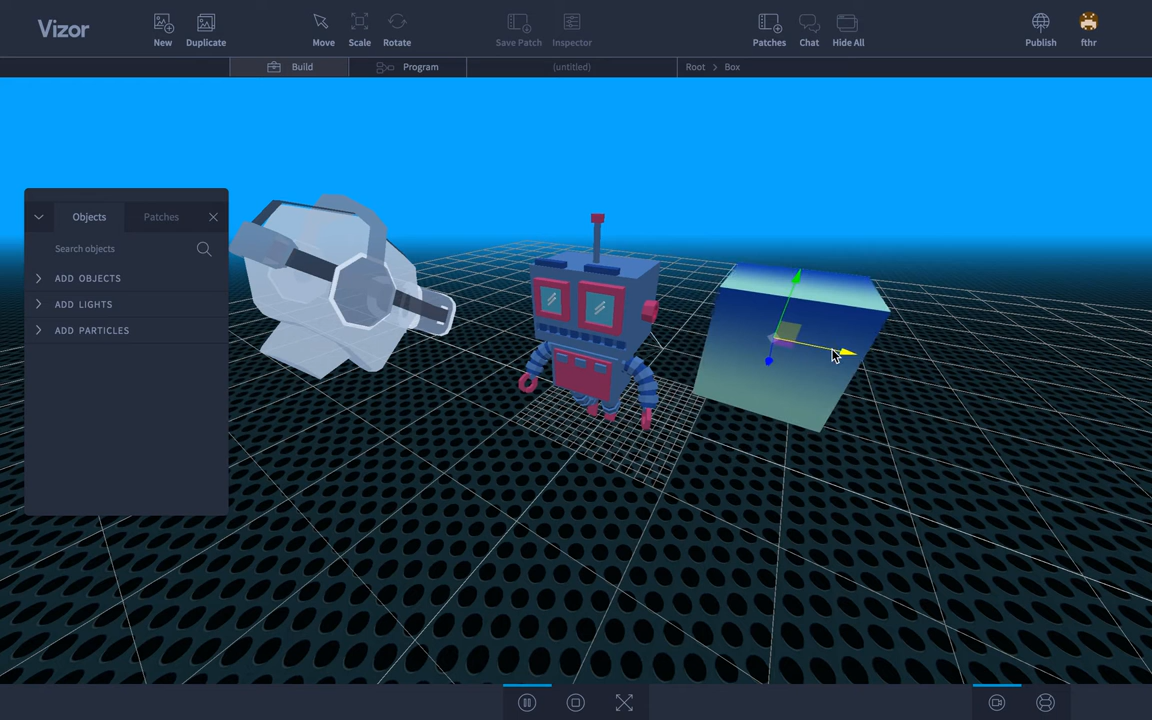 Vizor
New Duplicate Move Scale Rotate Save Patch Inspector Patches Chat Hide All Publish fthr
Build Program (untitled) Root > Box
Objects Patches
Search objects
ADD OBJECTS
ADD LIGHTS
ADD PARTICLES